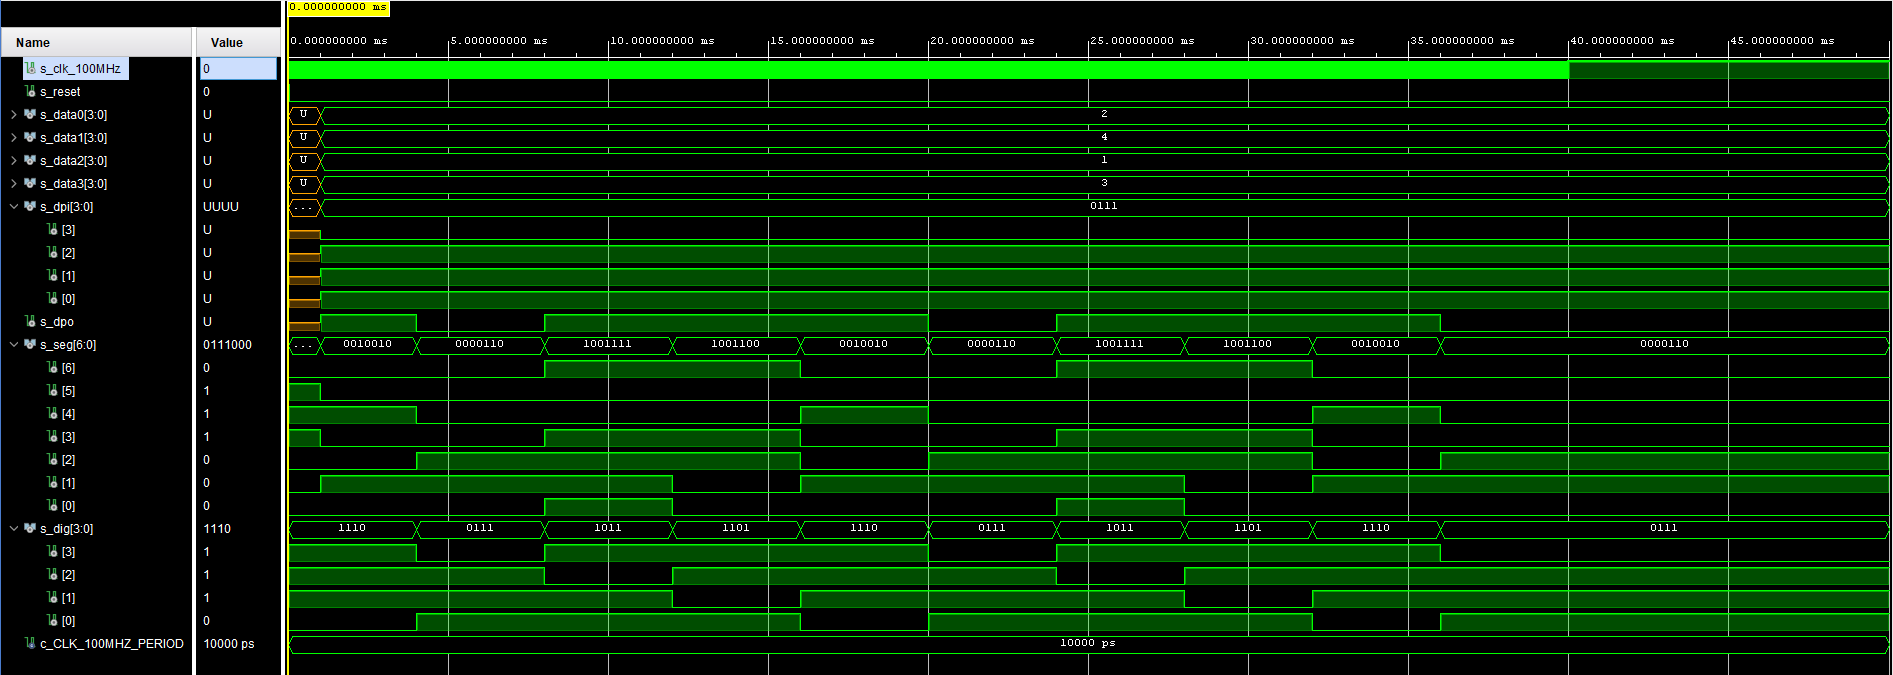 0.000000000 ms
Name Value
0.000000000 ms 5.000000000 ms 10.000000000 ms 15.000000000 ms 20.000000000 ms 25.000000000 ms 30.000000000 ms 35.000000000 ms 40.000000000 ms 45.000000000 ms
s_clk_100MHz 0
s_reset 0
s_data0[3:0] U U 2
s_data1[3:0] U U 4
s_data2[3:0] U U 1
s_data3[3:0] U U 3
s_dpi[3:0] UUUU ... 0111
[3] U
[2] U
[1] U
[0] U
s_dpo U
s_seg[6:0] 0111000 ... 0010010 0000110 1001111 1001100 0010010 0000110 1001111 1001100 0010010 0000110
[6] 0
[5] 1
[4] 1
[3] 1
[2] 0
[1] 0
[0] 0
s_dig[3:0] 1110 1110 0111 1011 1101 1110 0111 1011 1101 1110 0111
[3] 1
[2] 1
[1] 1
[0] 0
c_CLK_100MHZ_PERIOD 10000 ps 10000 ps